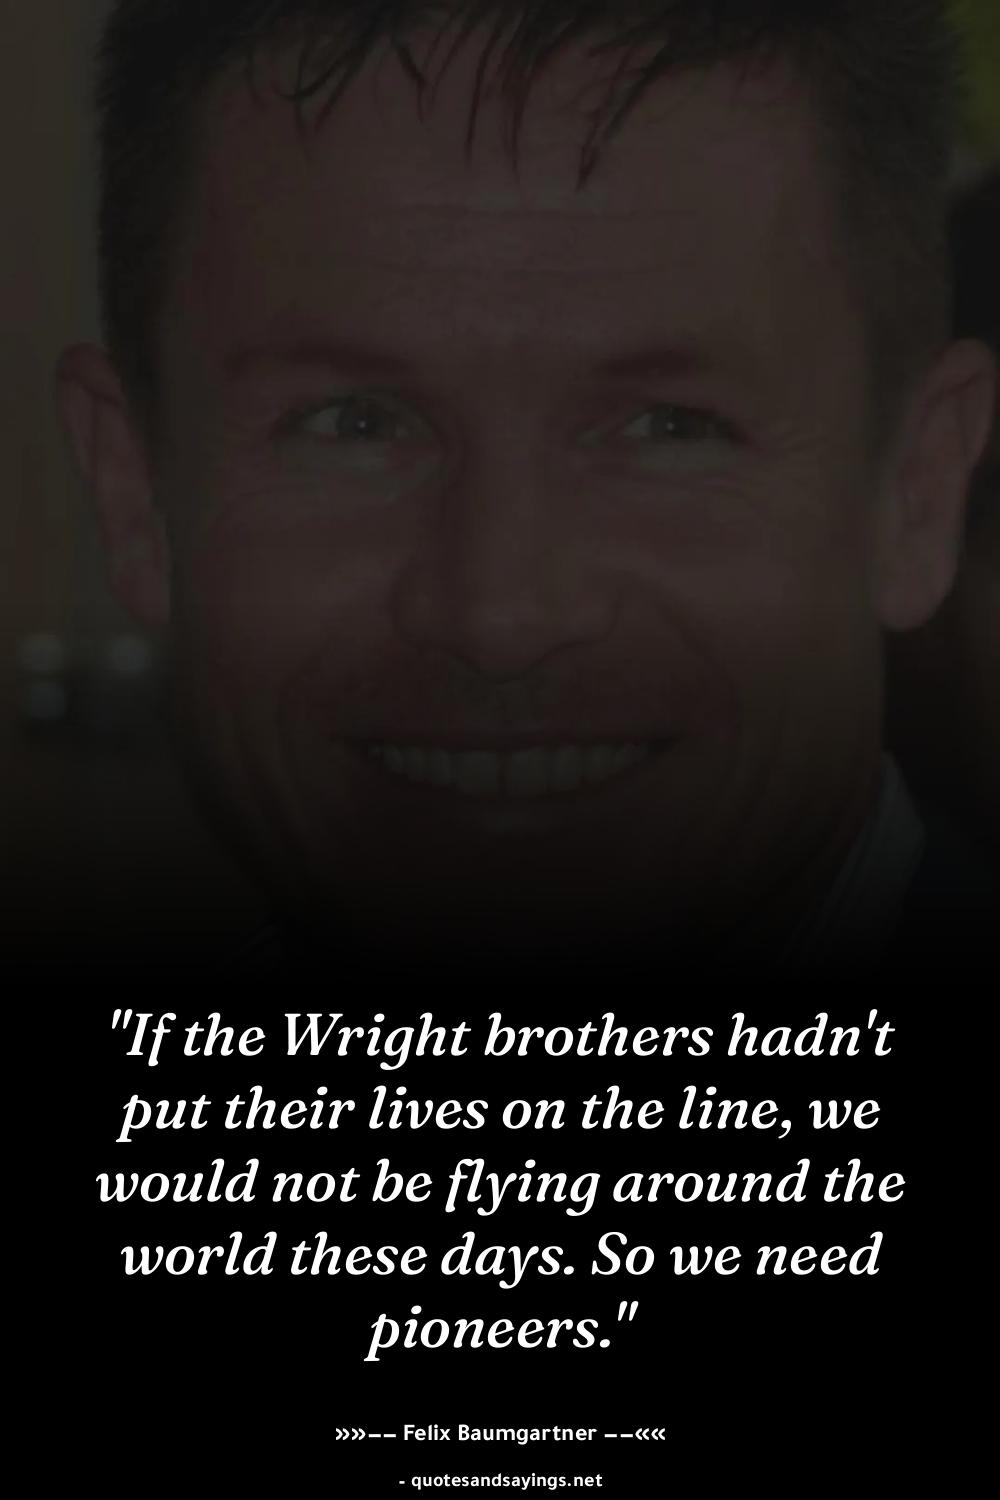 "If the Wright brothers hadn't
put their lives on the line, we
would not be flying around the
world these days. So we need
pioneers."
»»–– Felix Baumgartner ––««
- quotesandsayings.net